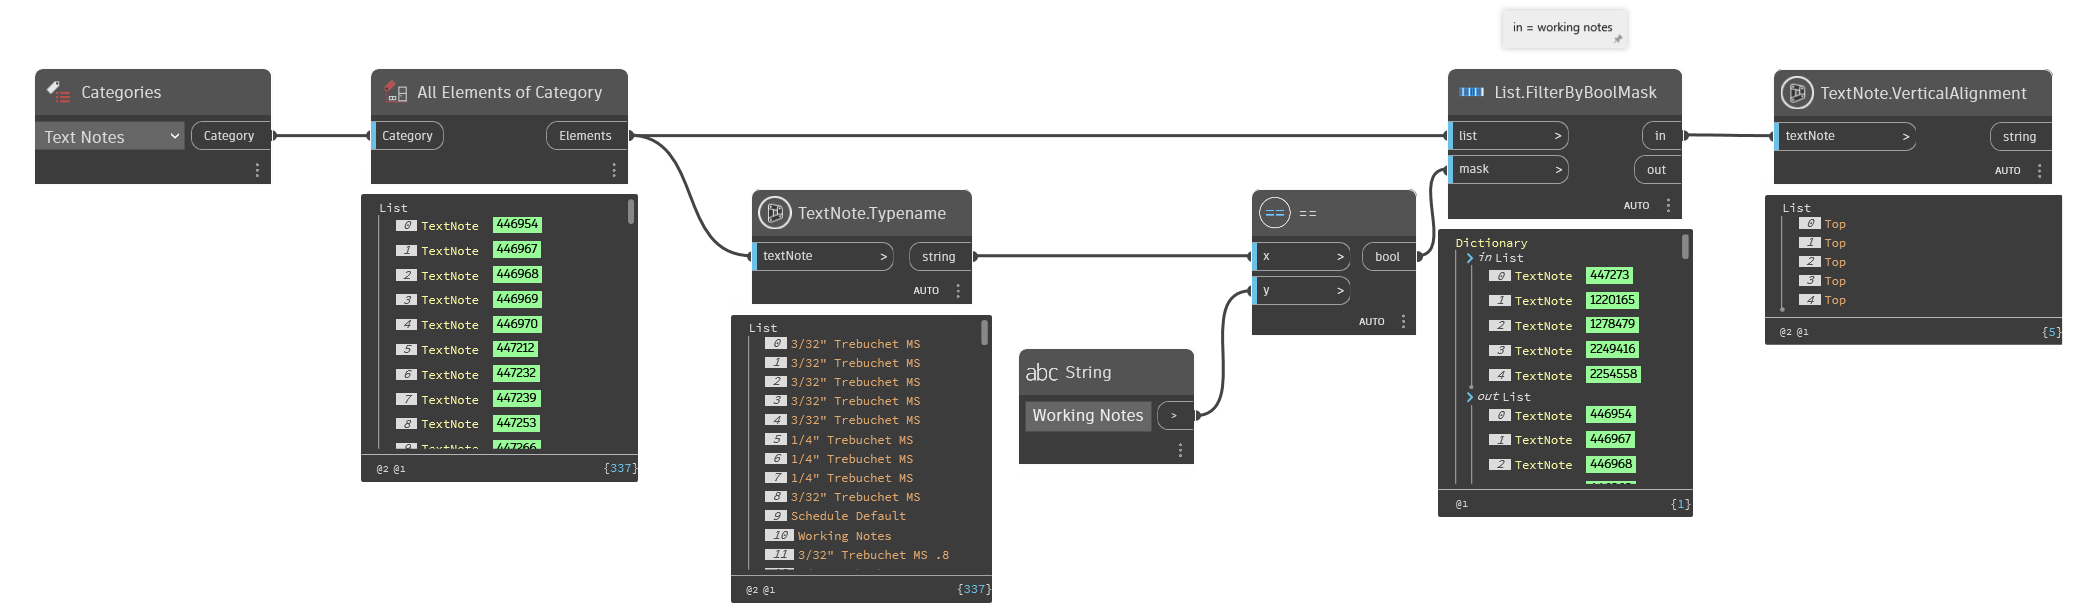 in = working notes
Categories
Text Notes
Category
All Elements of Category
Category
Elements
List
0 TextNote 446954
1 TextNote 446967
2 TextNote 446968
3 TextNote 446969
4 TextNote 446970
5 TextNote 447212
6 TextNote 447232
7 TextNote 447239
8 TextNote 447253
9 TextNote 447266
@2 @1 {337}
TextNote.Typename
textNote >
string
AUTO
List
0 3/32" Trebuchet MS
1 3/32" Trebuchet MS
2 3/32" Trebuchet MS
3 3/32" Trebuchet MS
4 3/32" Trebuchet MS
5 1/4" Trebuchet MS
6 1/4" Trebuchet MS
7 1/4" Trebuchet MS
8 3/32" Trebuchet MS
9 Schedule Default
10 Working Notes
11 3/32" Trebuchet MS .8
@2 @1 {337}
abc String
Working Notes >
== ==
x >
bool
y >
AUTO
List.FilterByBoolMask
list >
in
mask >
out
AUTO
Dictionary
in List
0 TextNote 447273
1 TextNote 1220165
2 TextNote 1278479
3 TextNote 2249416
4 TextNote 2254558
out List
0 TextNote 446954
1 TextNote 446967
2 TextNote 446968
@1 {1}
TextNote.VerticalAlignment
textNote >
string
AUTO
List
0 Top
1 Top
2 Top
3 Top
4 Top
@2 @1 {5}